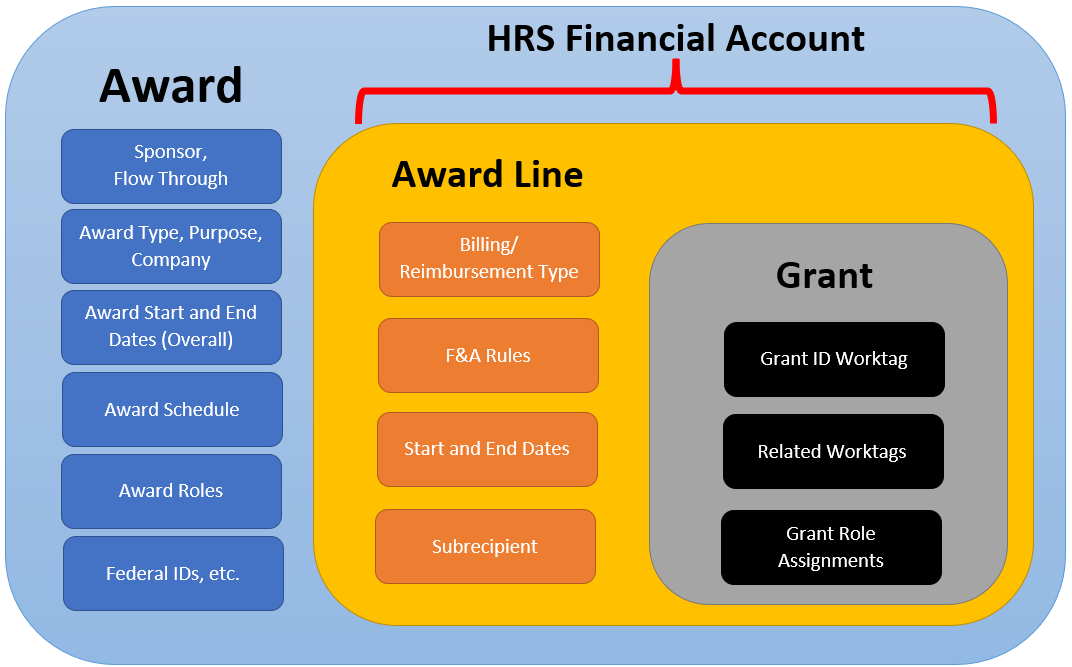 HRS Financial Account
Award
Sponsor,
Flow Through
Award Type, Purpose,
Company
Award Start and End
Dates (Overall)
Award Schedule
Award Roles
Federal IDs, etc.
Award Line
Billing/
Reimbursement Type
F&A Rules
Start and End Dates
Subrecipient
Grant
Grant ID Worktag
Related Worktags
Grant Role
Assignments